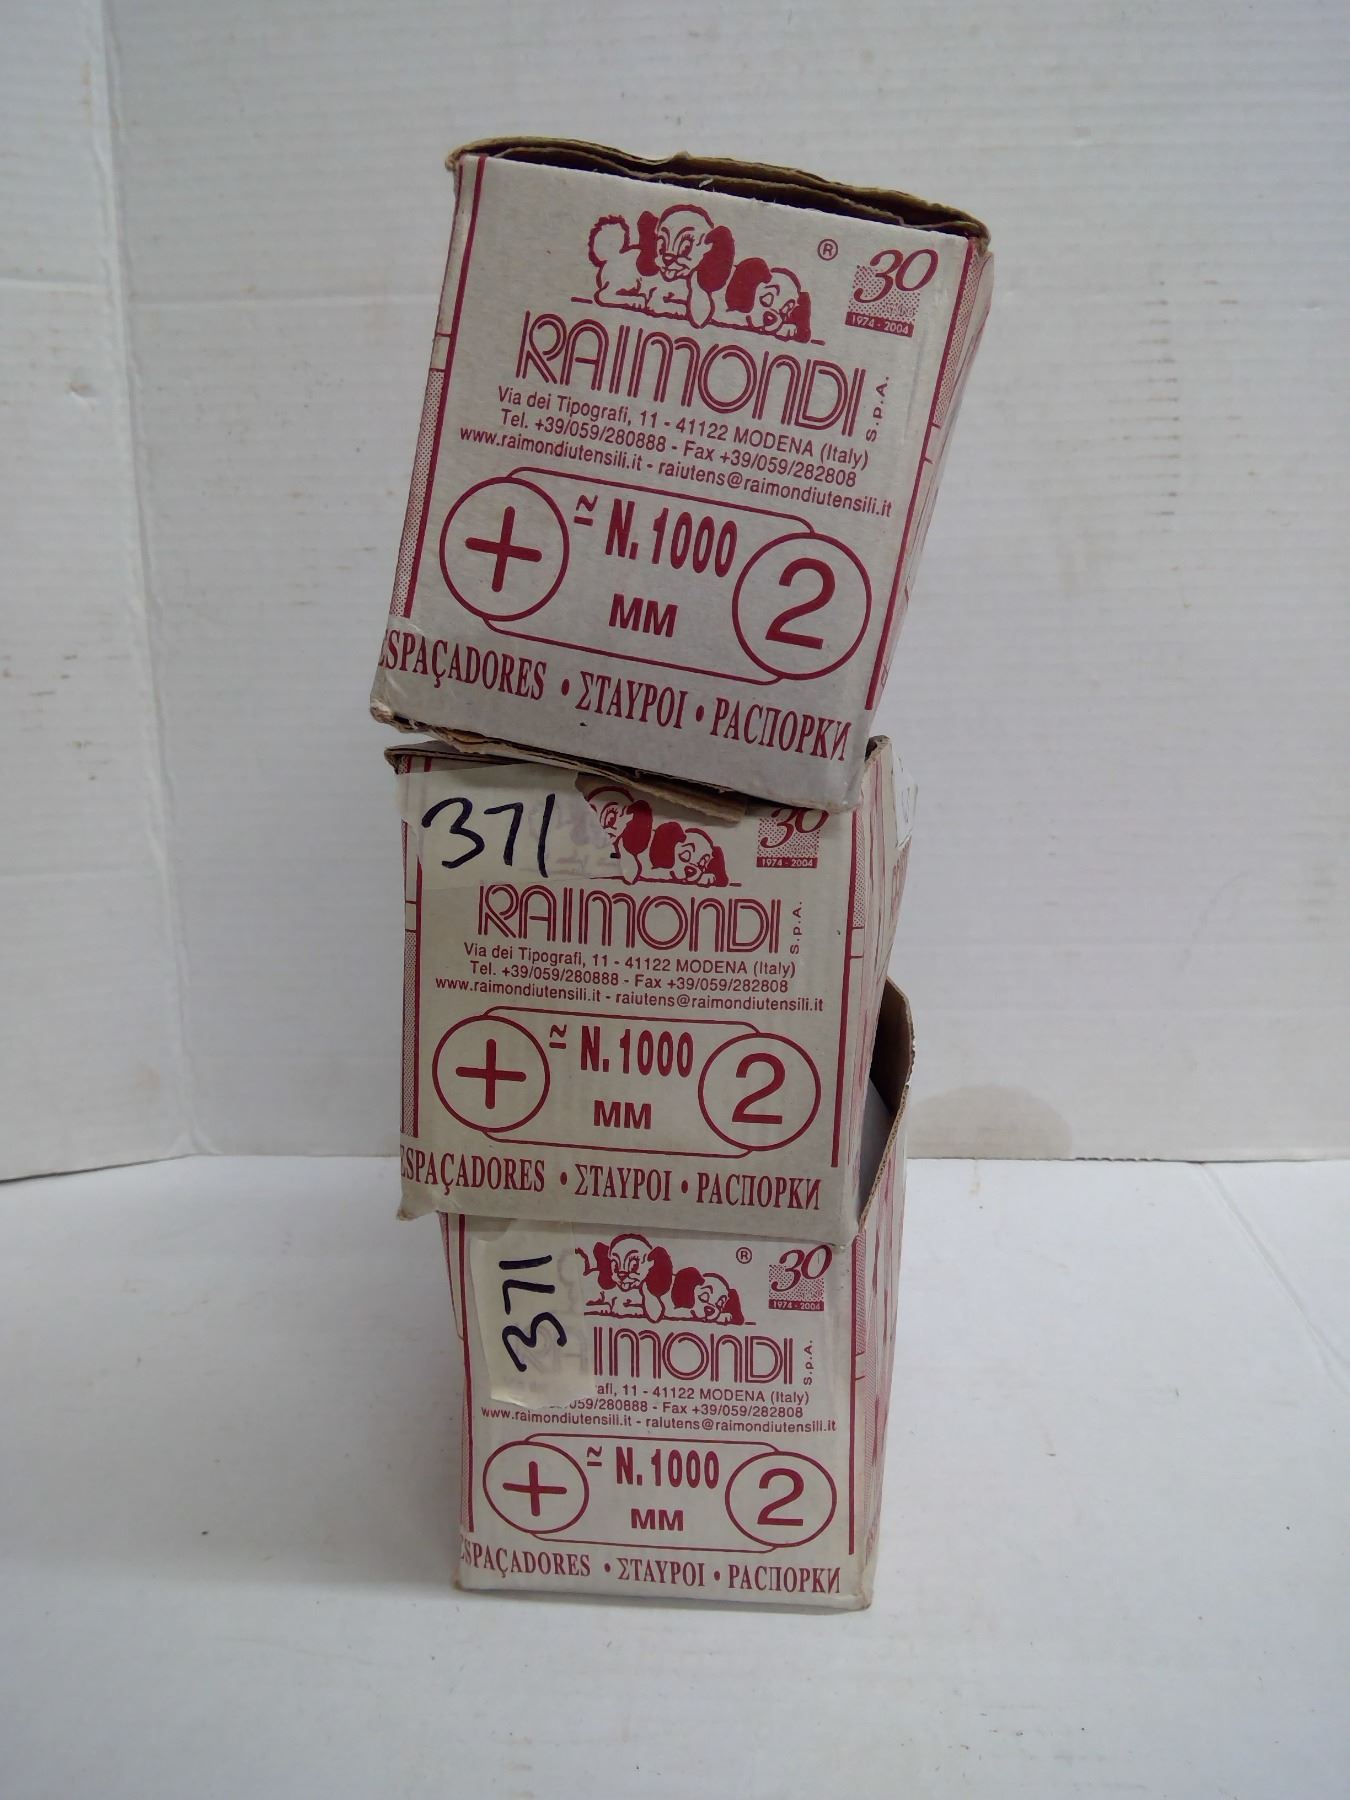 ® 30
1974 - 2004
RAIMONDI S.P.A.
Via dei Tipografi, 11 - 41122 MODENA (Italy)
Tel. +39/059/280888 - Fax +39/059/282808
www.raimondiutensili.it - raiutens@raimondiutensili.it
+ ≃ N.1000 2
MM
ESPAÇADORES • ΣΤΑΥΡΟΙ • РАСПОРКИ
371 30
1974 - 2004
RAIMONDI S.P.A.
Via dei Tipografi, 11 - 41122 MODENA (Italy)
Tel. +39/059/280888 - Fax +39/059/282808
www.raimondiutensili.it - raiutens@raimondiutensili.it
+ ≃ N.1000 2
MM
ESPAÇADORES • ΣΤΑΥΡΟΙ • РАСПОРКИ
371 ® 30
1974 - 2004
IMONDI S.P.A.
rafi, 11 - 41122 MODENA (Italy)
059/280888 - Fax +39/059/282808
www.raimondiutensili.it - raiutens@raimondiutensili.it
+ ≃ N.1000 2
MM
ESPAÇADORES • ΣΤΑΥΡΟΙ • РАСПОРКИ